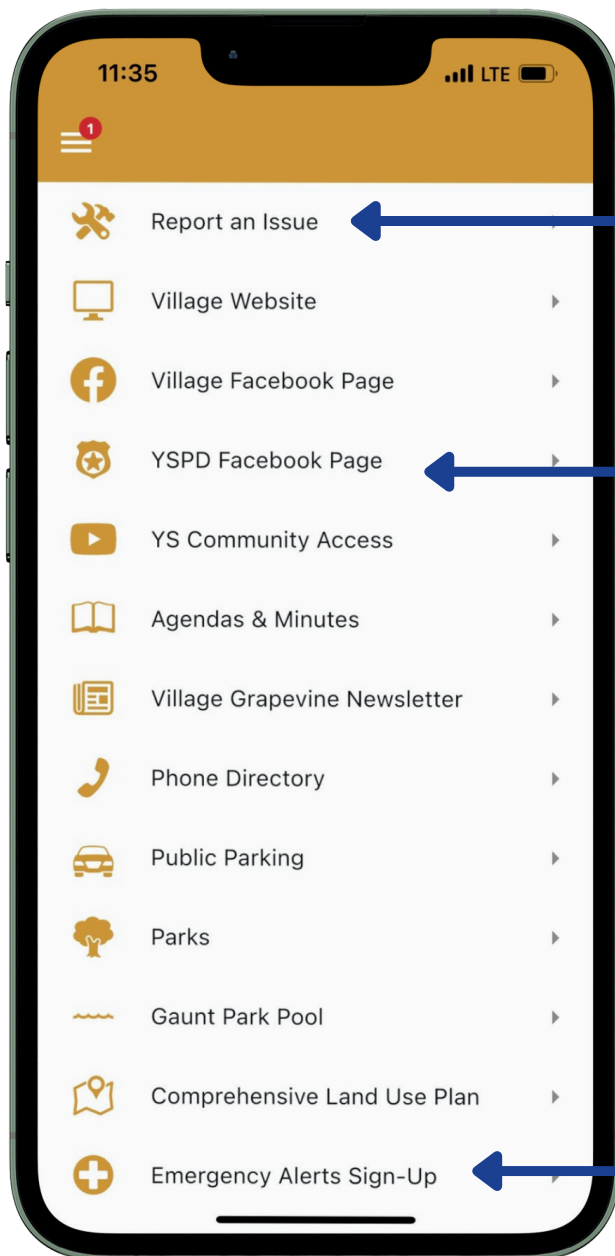 11:35
LTE
1
Report an Issue
Village Website
Village Facebook Page
YSPD Facebook Page
YS Community Access
Agendas & Minutes
Village Grapevine Newsletter
Phone Directory
Public Parking
Parks
Gaunt Park Pool
Comprehensive Land Use Plan
Emergency Alerts Sign-Up